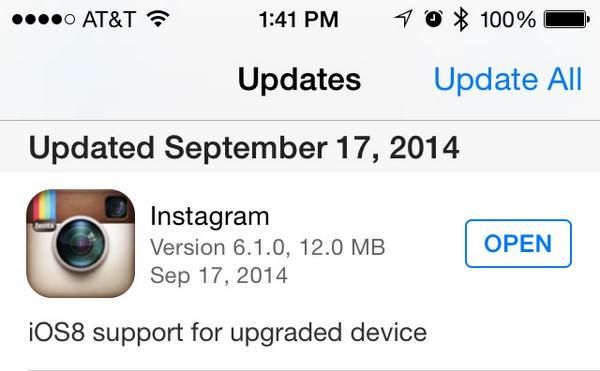 AT&T 1:41 PM 100%
Updates Update All
Updated September 17, 2014
Insta
Instagram
Version 6.1.0, 12.0 MB
Sep 17, 2014
OPEN
iOS8 support for upgraded device